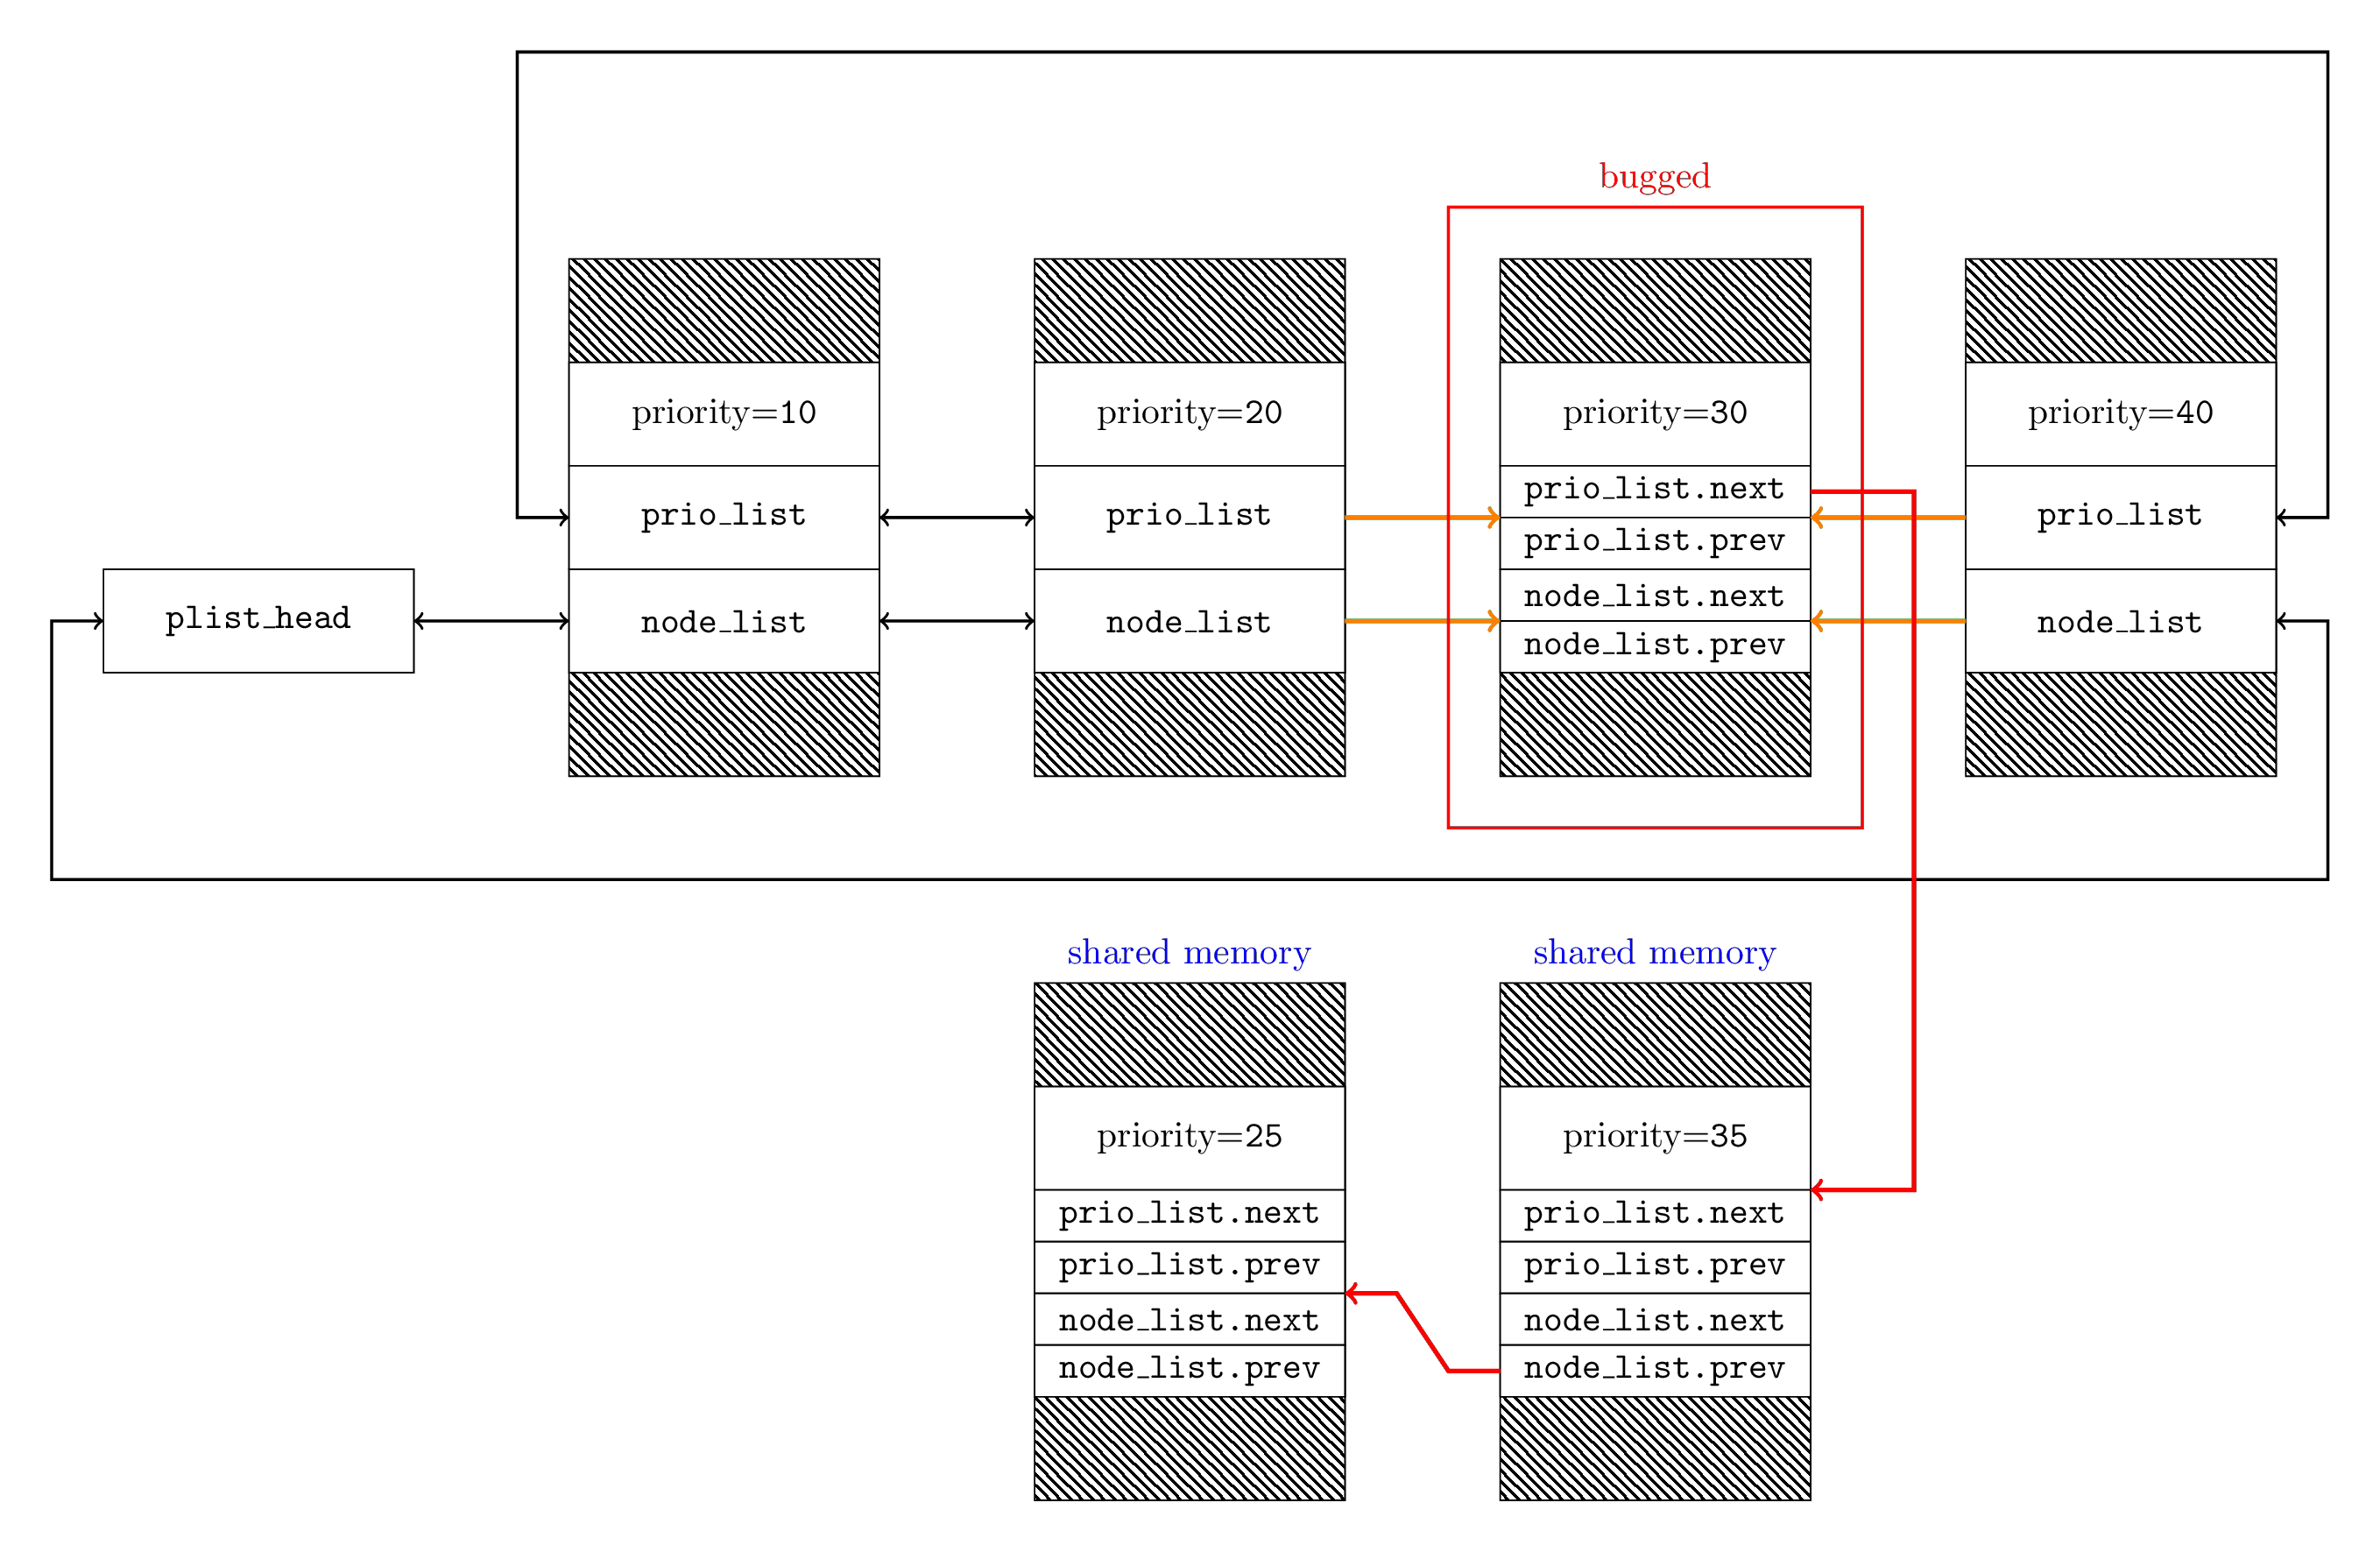 bugged
priority=10
priority=20
priority=30
priority=40
prio_list
prio_list
prio_list.next
prio_list.prev
prio_list
plist_head
node_list
node_list
node_list.next
node_list.prev
node_list
shared memory
shared memory
priority=25
priority=35
prio_list.next
prio_list.next
prio_list.prev
prio_list.prev
node_list.next
node_list.next
node_list.prev
node_list.prev